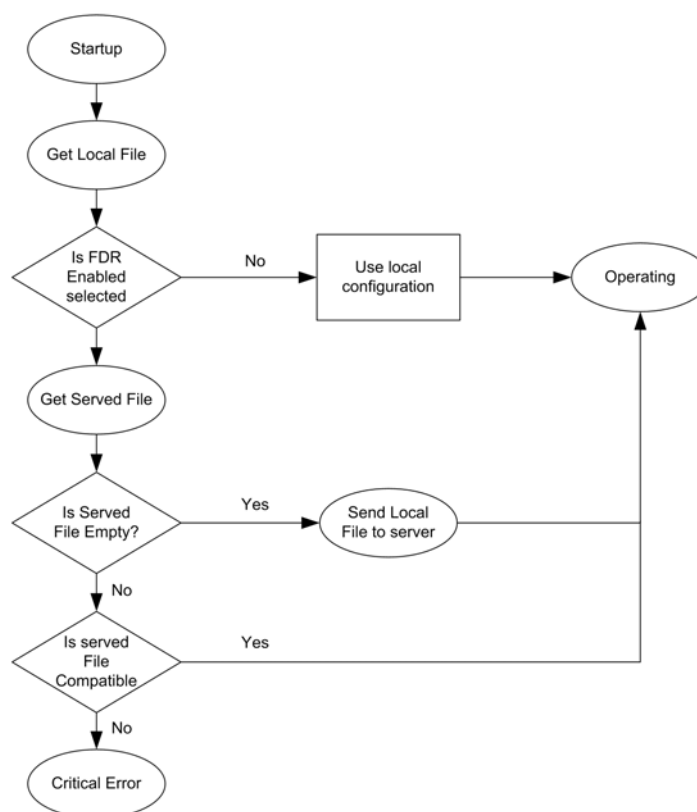 Startup
Get Local File
Is FDR
Enabled
selected
No
Use local
configuration
Operating
Get Served File
Is Served
File Empty?
Yes
Send Local
File to server
No
Is served
File
Compatible
Yes
No
Critical Error